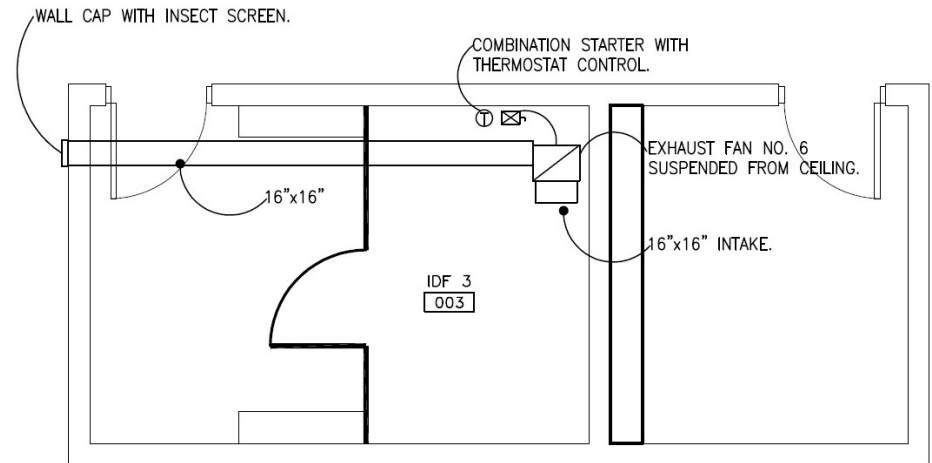 WALL CAP WITH INSECT SCREEN.
COMBINATION STARTER WITH
THERMOSTAT CONTROL.
T
EXHAUST FAN NO. 6
SUSPENDED FROM CEILING.
16"x16"
16"x16" INTAKE.
IDF 3
003